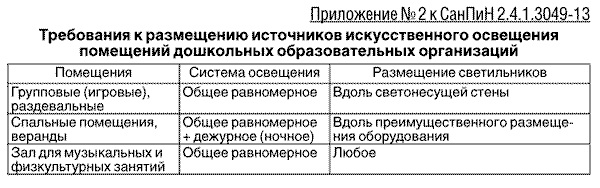 Приложение № 2 к СанПиН 2.4.1.3049-13
Требования к размещению источников искусственного освещения
помещений дошкольных образовательных организаций
Помещения Система освещения Размещение светильников
Групповые (игровые), Общее равномерное Вдоль светонесущей стены
раздевальные
Спальные помещения, Общее равномерное Вдоль преимущественного размеще-
веранды + дежурное (ночное) ния оборудования
Зал для музыкальных и Общее равномерное Любое
физкультурных занятий